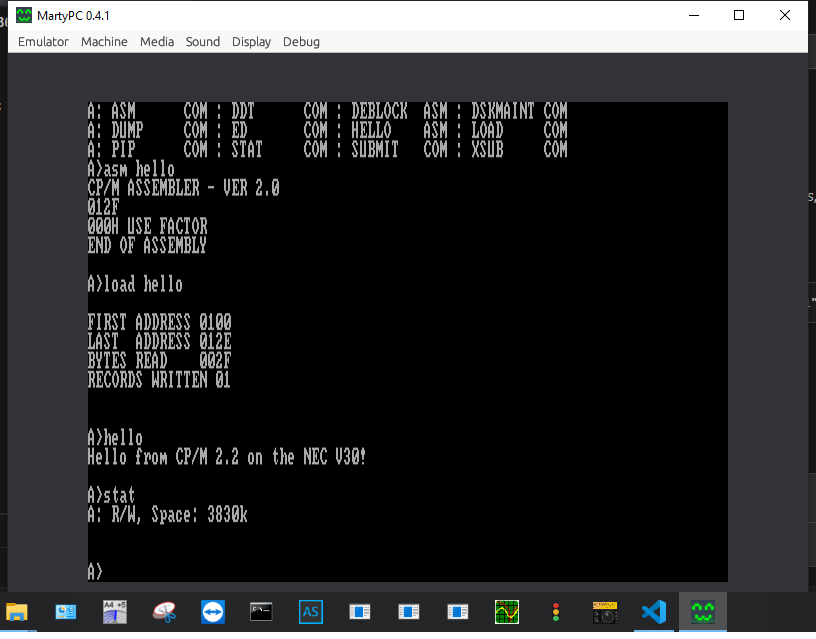 MartyPC 0.4.1
Emulator Machine Media Sound Display Debug
A: ASM      COM : DDT      COM : DEBLOCK  ASM : DSKMAINT COM
A: DUMP     COM : ED       COM : HELLO    ASM : LOAD     COM
A: PIP      COM : STAT     COM : SUBMIT   COM : XSUB     COM
A>asm hello
CP/M ASSEMBLER - VER 2.0
012F
000H USE FACTOR
END OF ASSEMBLY
A>load hello
FIRST ADDRESS 0100
LAST  ADDRESS 012E
BYTES READ    002F
RECORDS WRITTEN 01
A>hello
Hello from CP/M 2.2 on the NEC V30!
A>stat
A: R/W, Space: 3830k
A>
A4 +5
AS